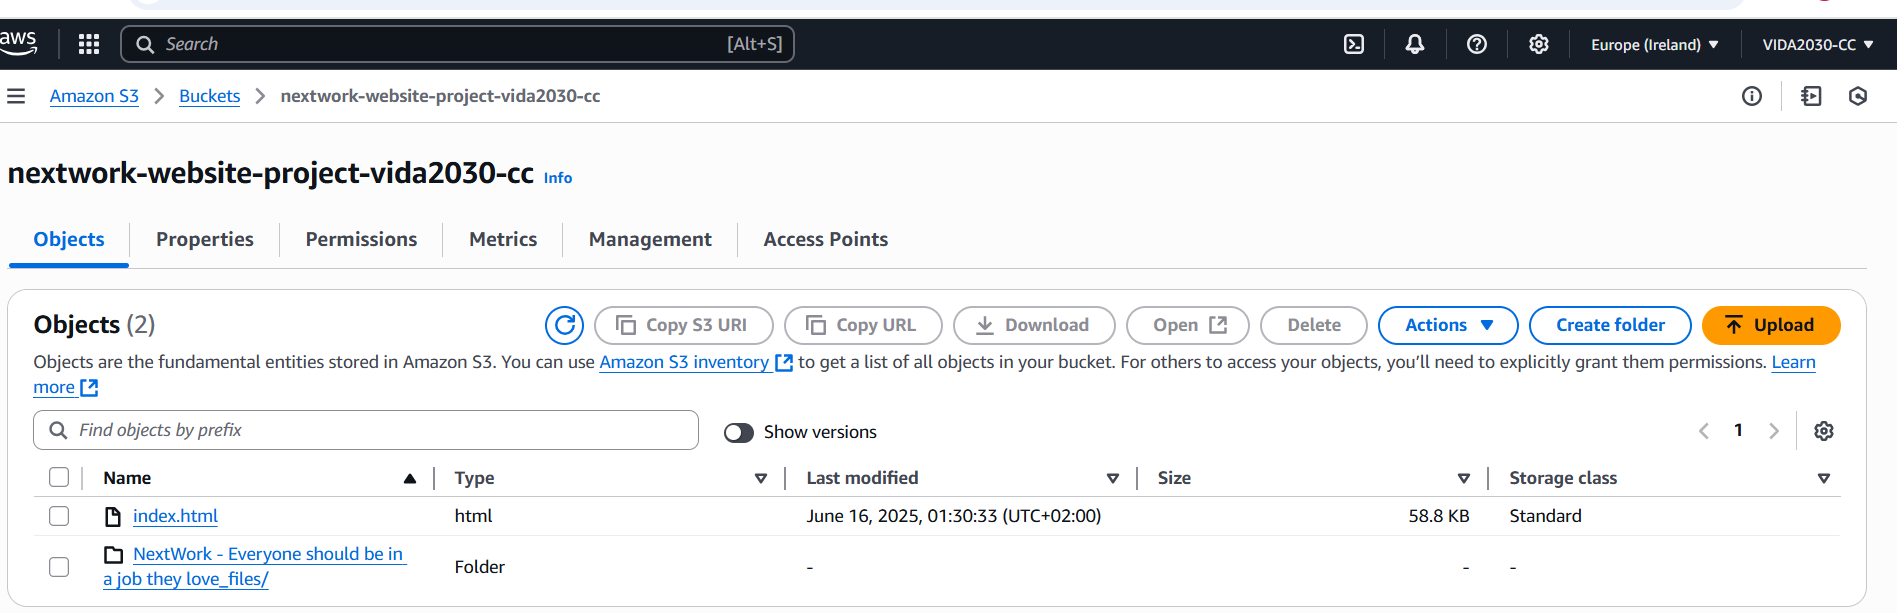 aws Search [Alt+S] Europe (Ireland) VIDA2030-CC
Amazon S3 Buckets nextwork-website-project-vida2030-cc
nextwork-website-project-vida2030-cc Info
Objects Properties Permissions Metrics Management Access Points
Objects (2) Copy S3 URI Copy URL Download Open Delete Actions Create folder Upload
Objects are the fundamental entities stored in Amazon S3. You can use Amazon S3 inventory to get a list of all objects in your bucket. For others to access your objects, you’ll need to explicitly grant them permissions. Learn
more
Find objects by prefix Show versions 1
Name Type Last modified Size Storage class
index.html html June 16, 2025, 01:30:33 (UTC+02:00) 58.8 KB Standard
NextWork - Everyone should be in
a job they love_files/ Folder - - -